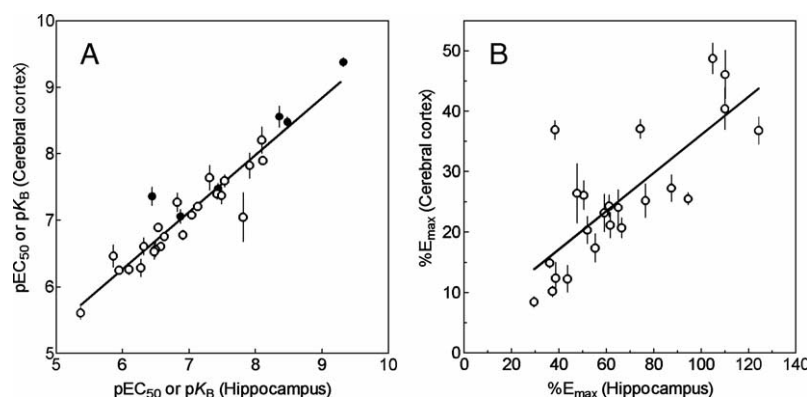 A
10
9
8
7
6
5
5 6 7 8 9 10
pEC50 or pKB (Cerebral cortex)
pEC50 or pKB (Hippocampus)
B
50
40
30
20
10
0
0 20 40 60 80 100 120 140
%Emax (Cerebral cortex)
%Emax (Hippocampus)